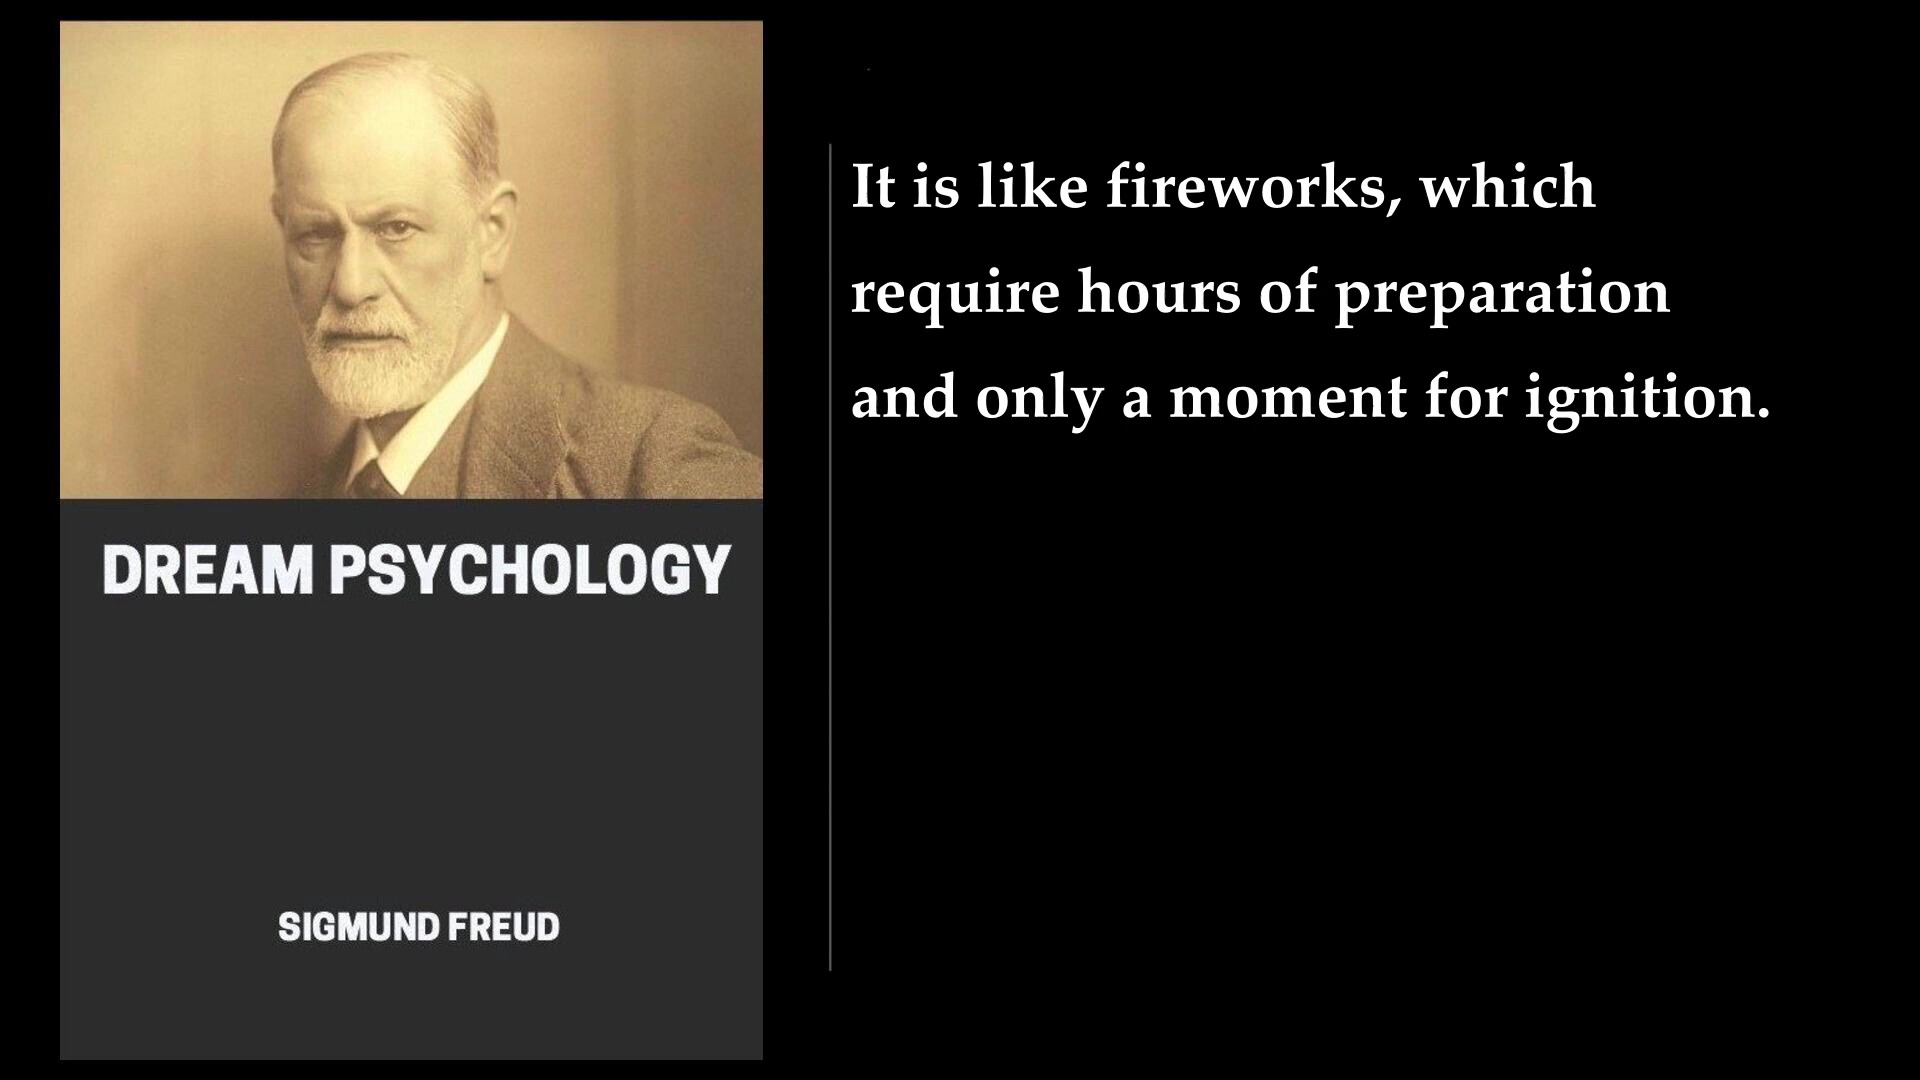 DREAM PSYCHOLOGY
SIGMUND FREUD
It is like fireworks, which
require hours of preparation
and only a moment for ignition.